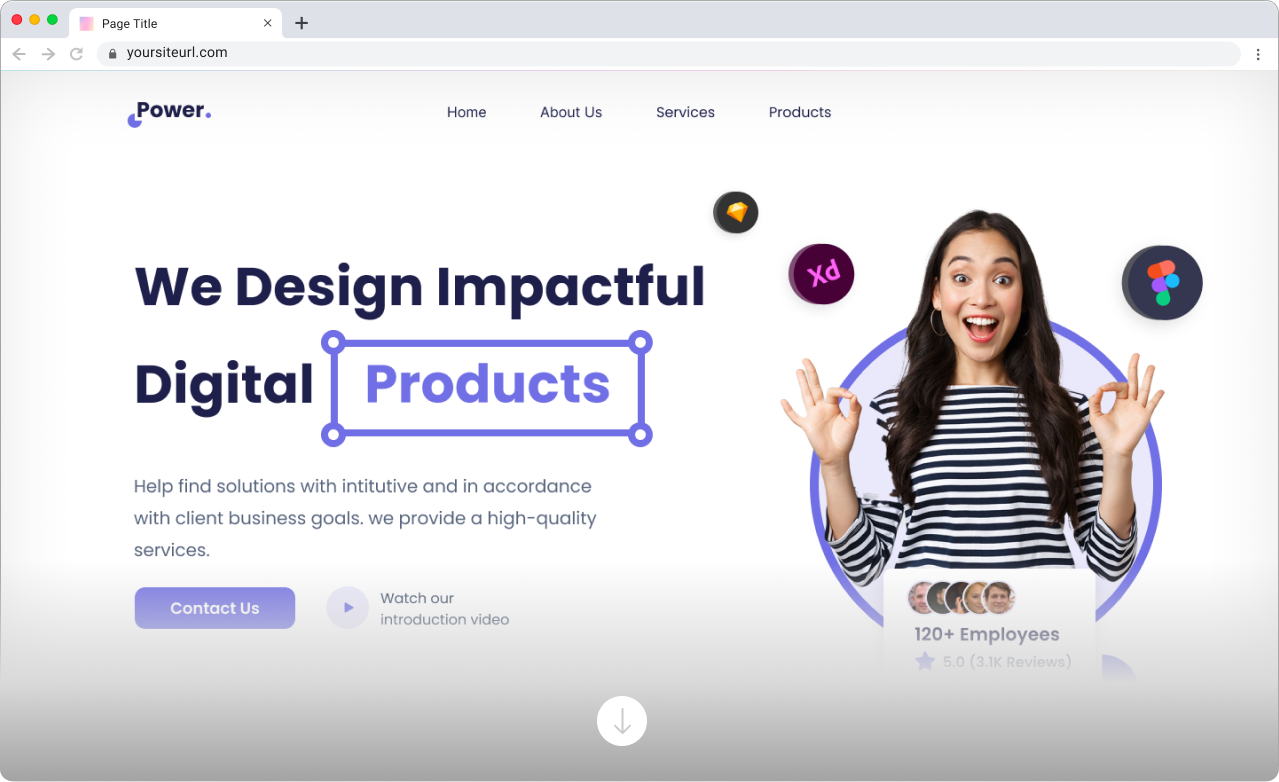 Page Title
yoursiteurl.com
Power.
Home About Us Services Products
Xd
We Design Impactful
Digital Products
Help find solutions with intitutive and in accordance
with client business goals. we provide a high-quality
services.
Contact Us
Watch our
introduction video
120+ Employees
5.0 (3.1K Reviews)